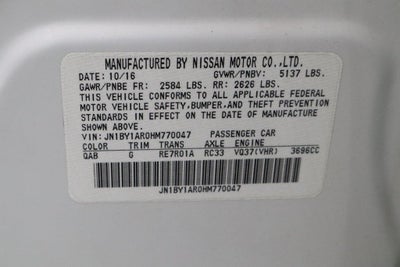 MANUFACTURED BY NISSAN MOTOR CO.,LTD.
DATE: 10/16 GVWR/PNBV: 5137 LBS.
GAWR/PNBE FR: 2584 LBS. RR: 2626 LBS.
THIS VEHICLE CONFORMS TO ALL APPLICABLE FEDERAL
MOTOR VEHICLE SAFETY,BUMPER,AND THEFT PREVENTION
STANDARDS IN EFFECT ON THE DATE OF MANUFACTURE
SHOWN ABOVE.
VIN: JN1BY1AR0HM770047 PASSENGER CAR
COLOR TRIM TRANS AXLE ENGINE
QAB G RE7R01A RC33 VQ37(VHR) 3696CC
JN1BY1AR0HM770047